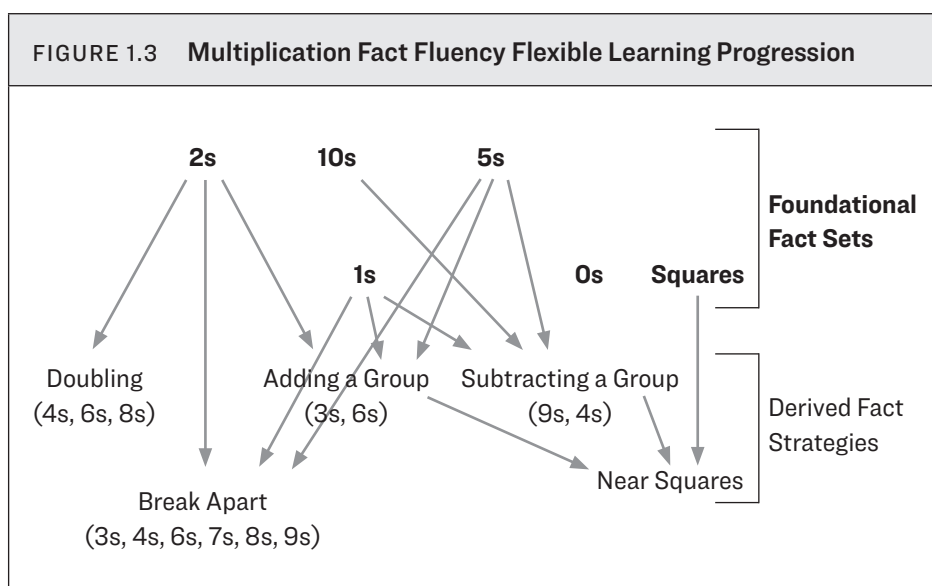 FIGURE 1.3 Multiplication Fact Fluency Flexible Learning Progression
2s 10s 5s
Foundational
Fact Sets
1s 0s Squares
Doubling
(4s, 6s, 8s)
Adding a Group
(3s, 6s)
Subtracting a Group
(9s, 4s)
Derived Fact
Strategies
Near Squares
Break Apart
(3s, 4s, 6s, 7s, 8s, 9s)